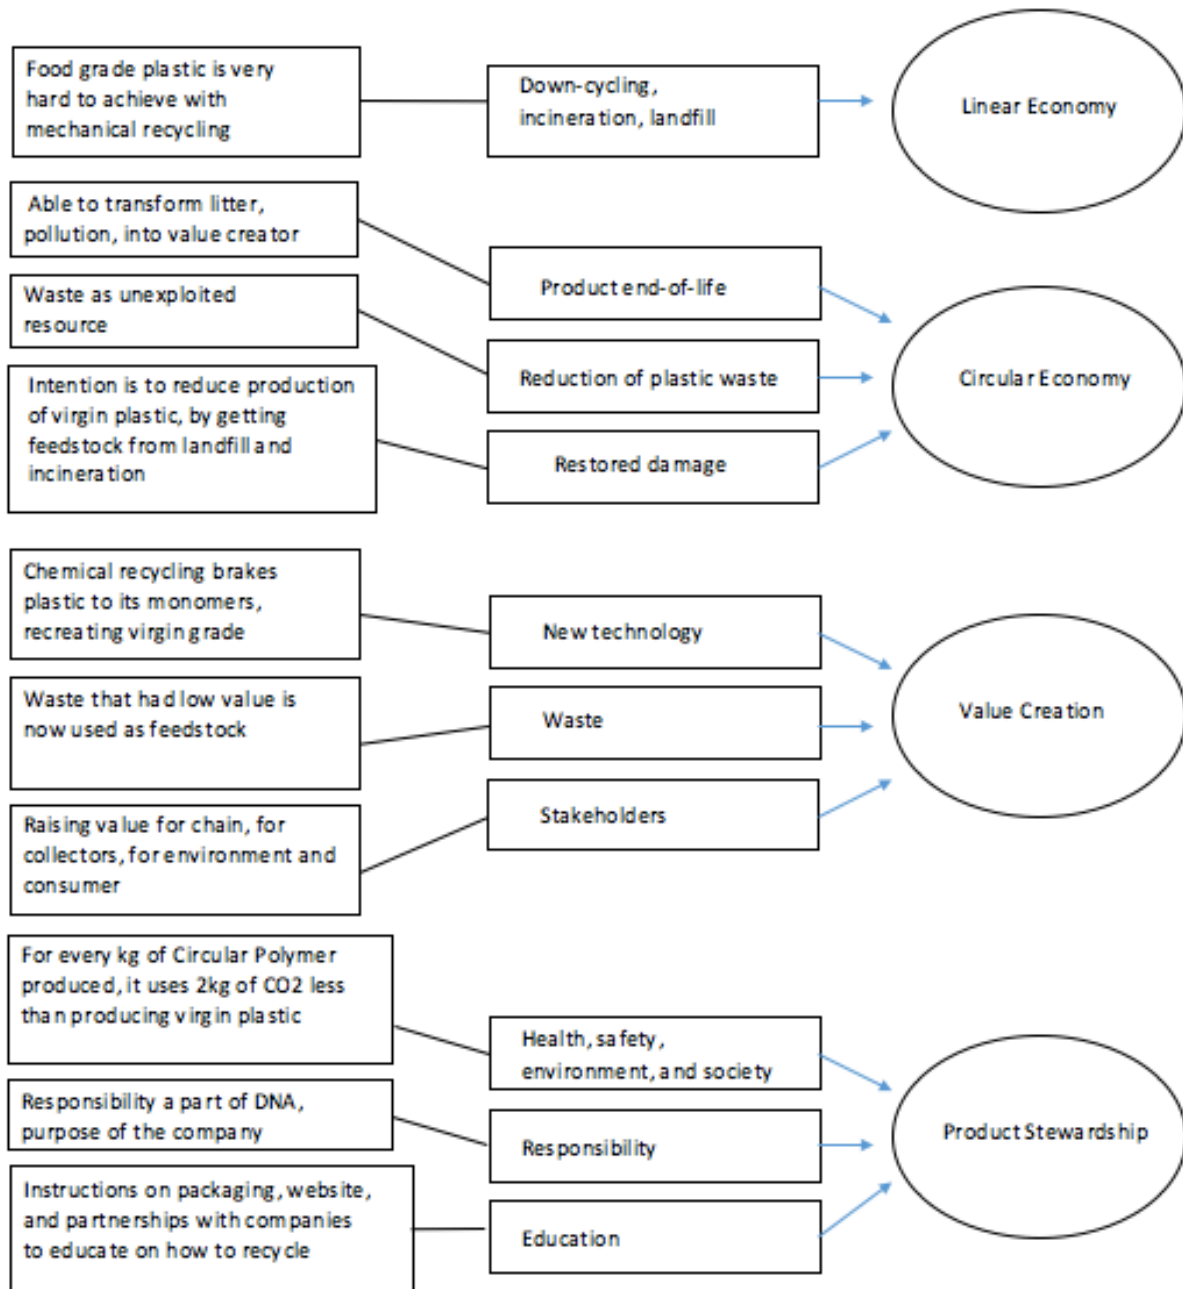 Food grade plastic is very
hard to achieve with
mechanical recycling
Down-cycling,
incineration, landfill
Linear Economy
Able to transform litter,
pollution, into value creator
Product end-of-life
Waste as unexploited
resource
Reduction of plastic waste
Circular Economy
Intention is to reduce production
of virgin plastic, by getting
feedstock from landfill and
incineration
Restored damage
Chemical recycling brakes
plastic to its monomers,
recreating virgin grade
New technology
Waste that had low value is
now used as feedstock
Waste
Value Creation
Raising value for chain, for
collectors, for environment and
consumer
Stakeholders
For every kg of Circular Polymer
produced, it uses 2kg of CO2 less
than producing virgin plastic
Health, safety,
environment, and society
Responsibility a part of DNA,
purpose of the company
Responsibility
Product Stewardship
Instructions on packaging, website,
and partnerships with companies
to educate on how to recycle
Education